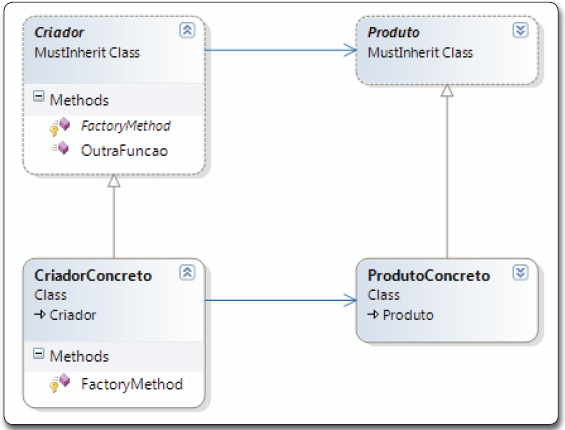 Criador
MustInherit Class
Methods
FactoryMethod
OutraFuncao
Produto
MustInherit Class
CriadorConcreto
Class
Criador
Methods
FactoryMethod
ProdutoConcreto
Class
Produto